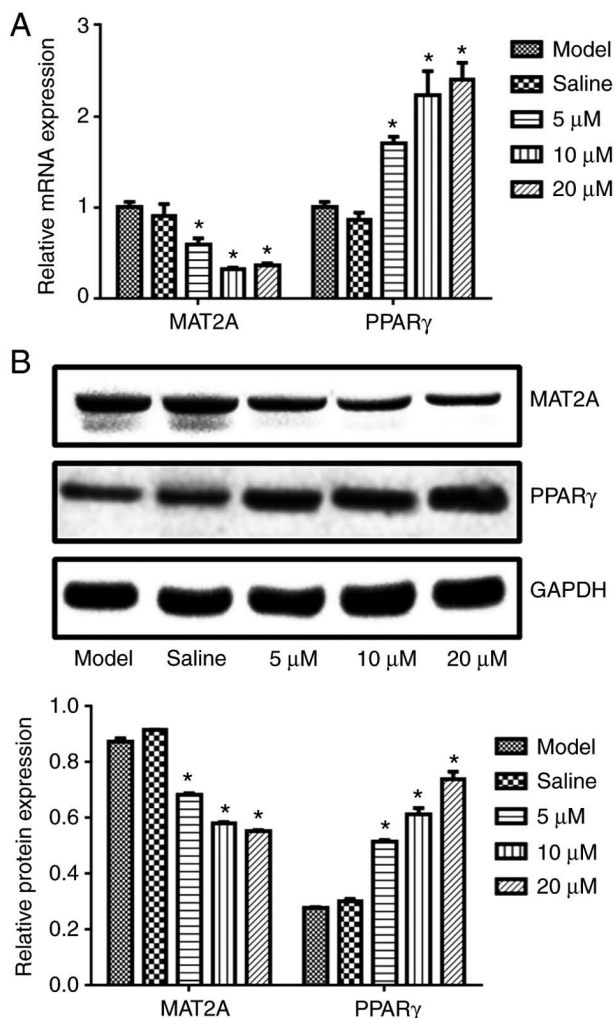 A
Relative mRNA expression
3
2
1
0
* * * * * *
MAT2A PPARγ
Model
Saline
5 μM
10 μM
20 μM
B
MAT2A
PPARγ
GAPDH
Model Saline 5 μM 10 μM 20 μM
Relative protein expression
1.0
0.8
0.6
0.4
0.2
0.0
* * * * * *
MAT2A PPARγ
Model
Saline
5 μM
10 μM
20 μM